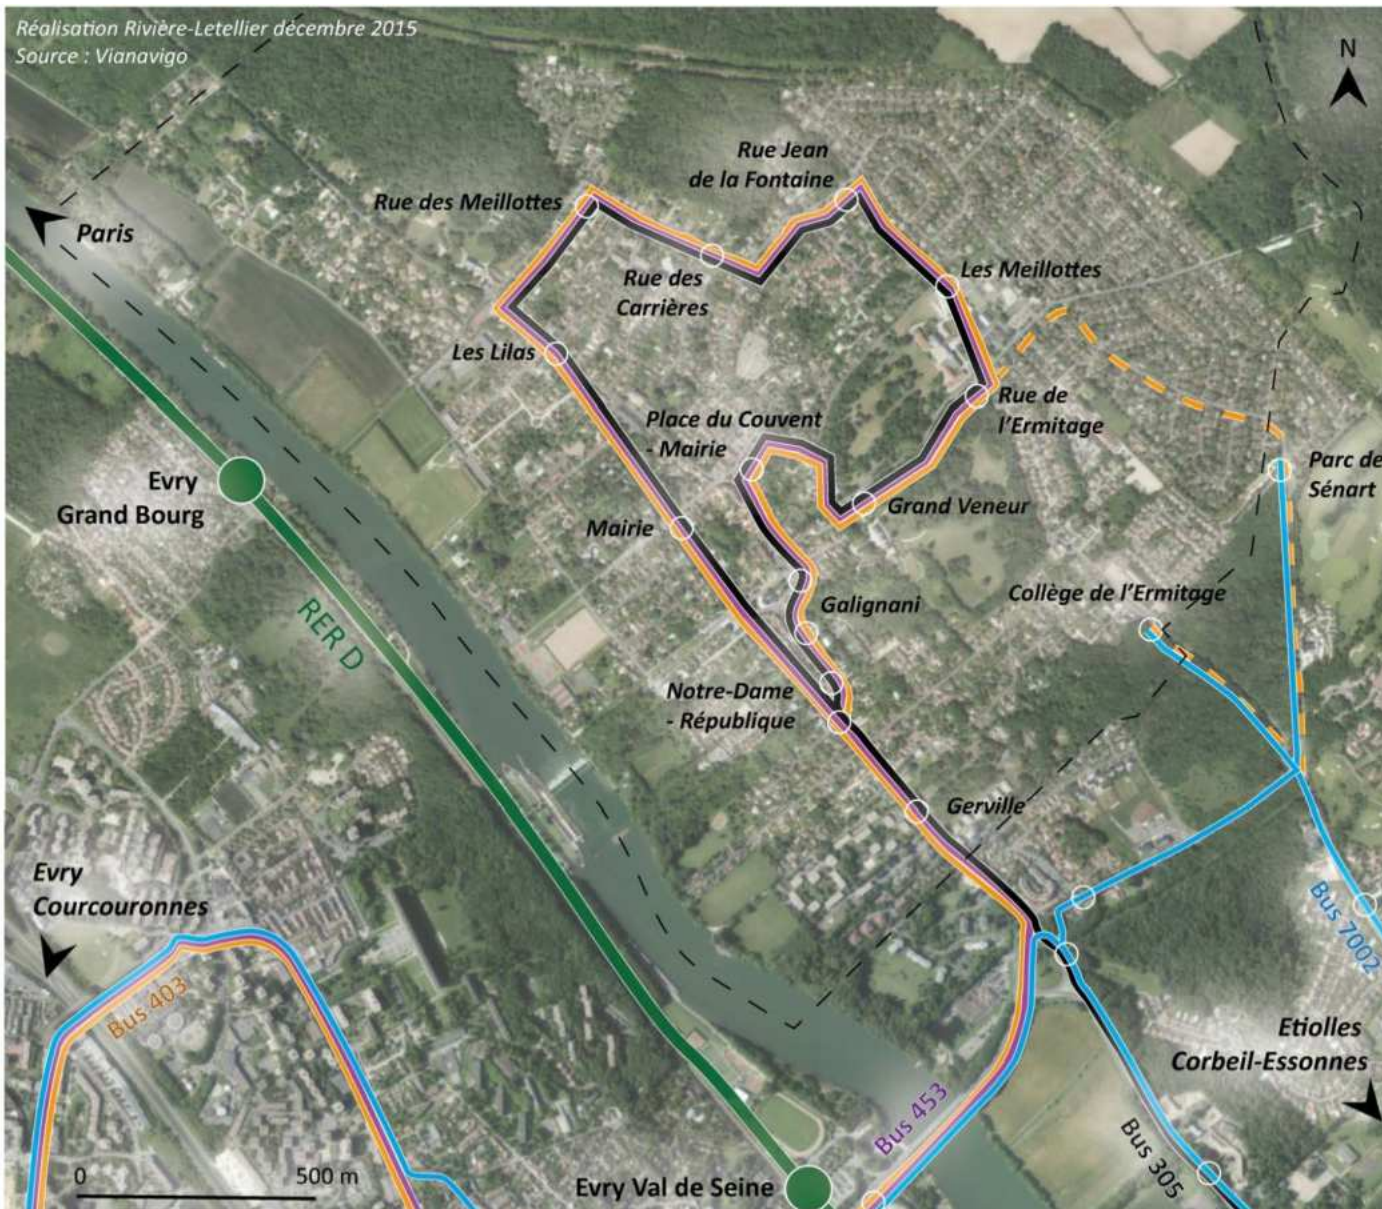 Réalisation Rivière-Letellier décembre 2015
Source : Vianavigo
N
Rue Jean
de la Fontaine
Rue des Meillottes
Paris
Rue des
Carrières
Les Meillottes
Les Lilas
Place du Couvent
- Mairie
Rue de
l'Ermitage
Evry
Grand Bourg
Parc de
Sénart
Grand Veneur
Mairie
RER D
Galignani
Collège de l'Ermitage
Notre-Dame
- République
Gerville
Evry
Courcouronnes
Bus 403
Bus 7002
Etiolles
Corbeil-Essonnes
Bus 453
Bus 305
0 500 m
Evry Val de Seine